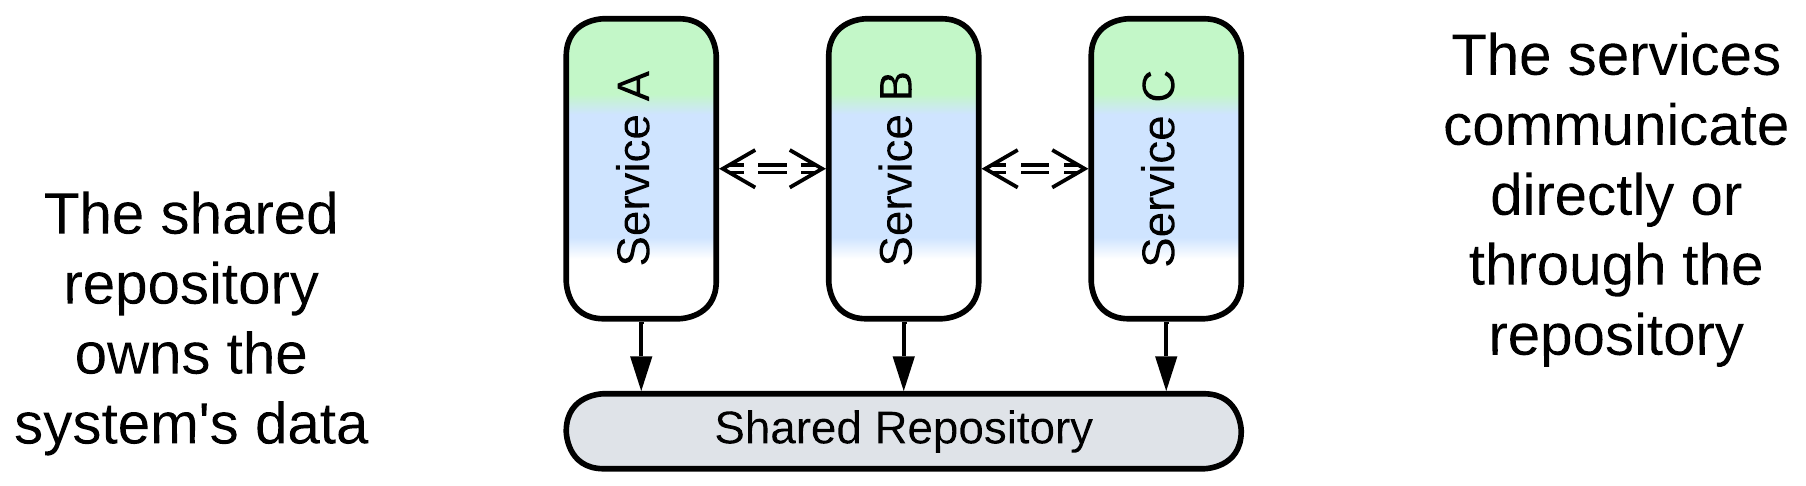 The shared
repository
owns the
system's data
Service A
Service B
Service C
Shared Repository
The services
communicate
directly or
through the
repository